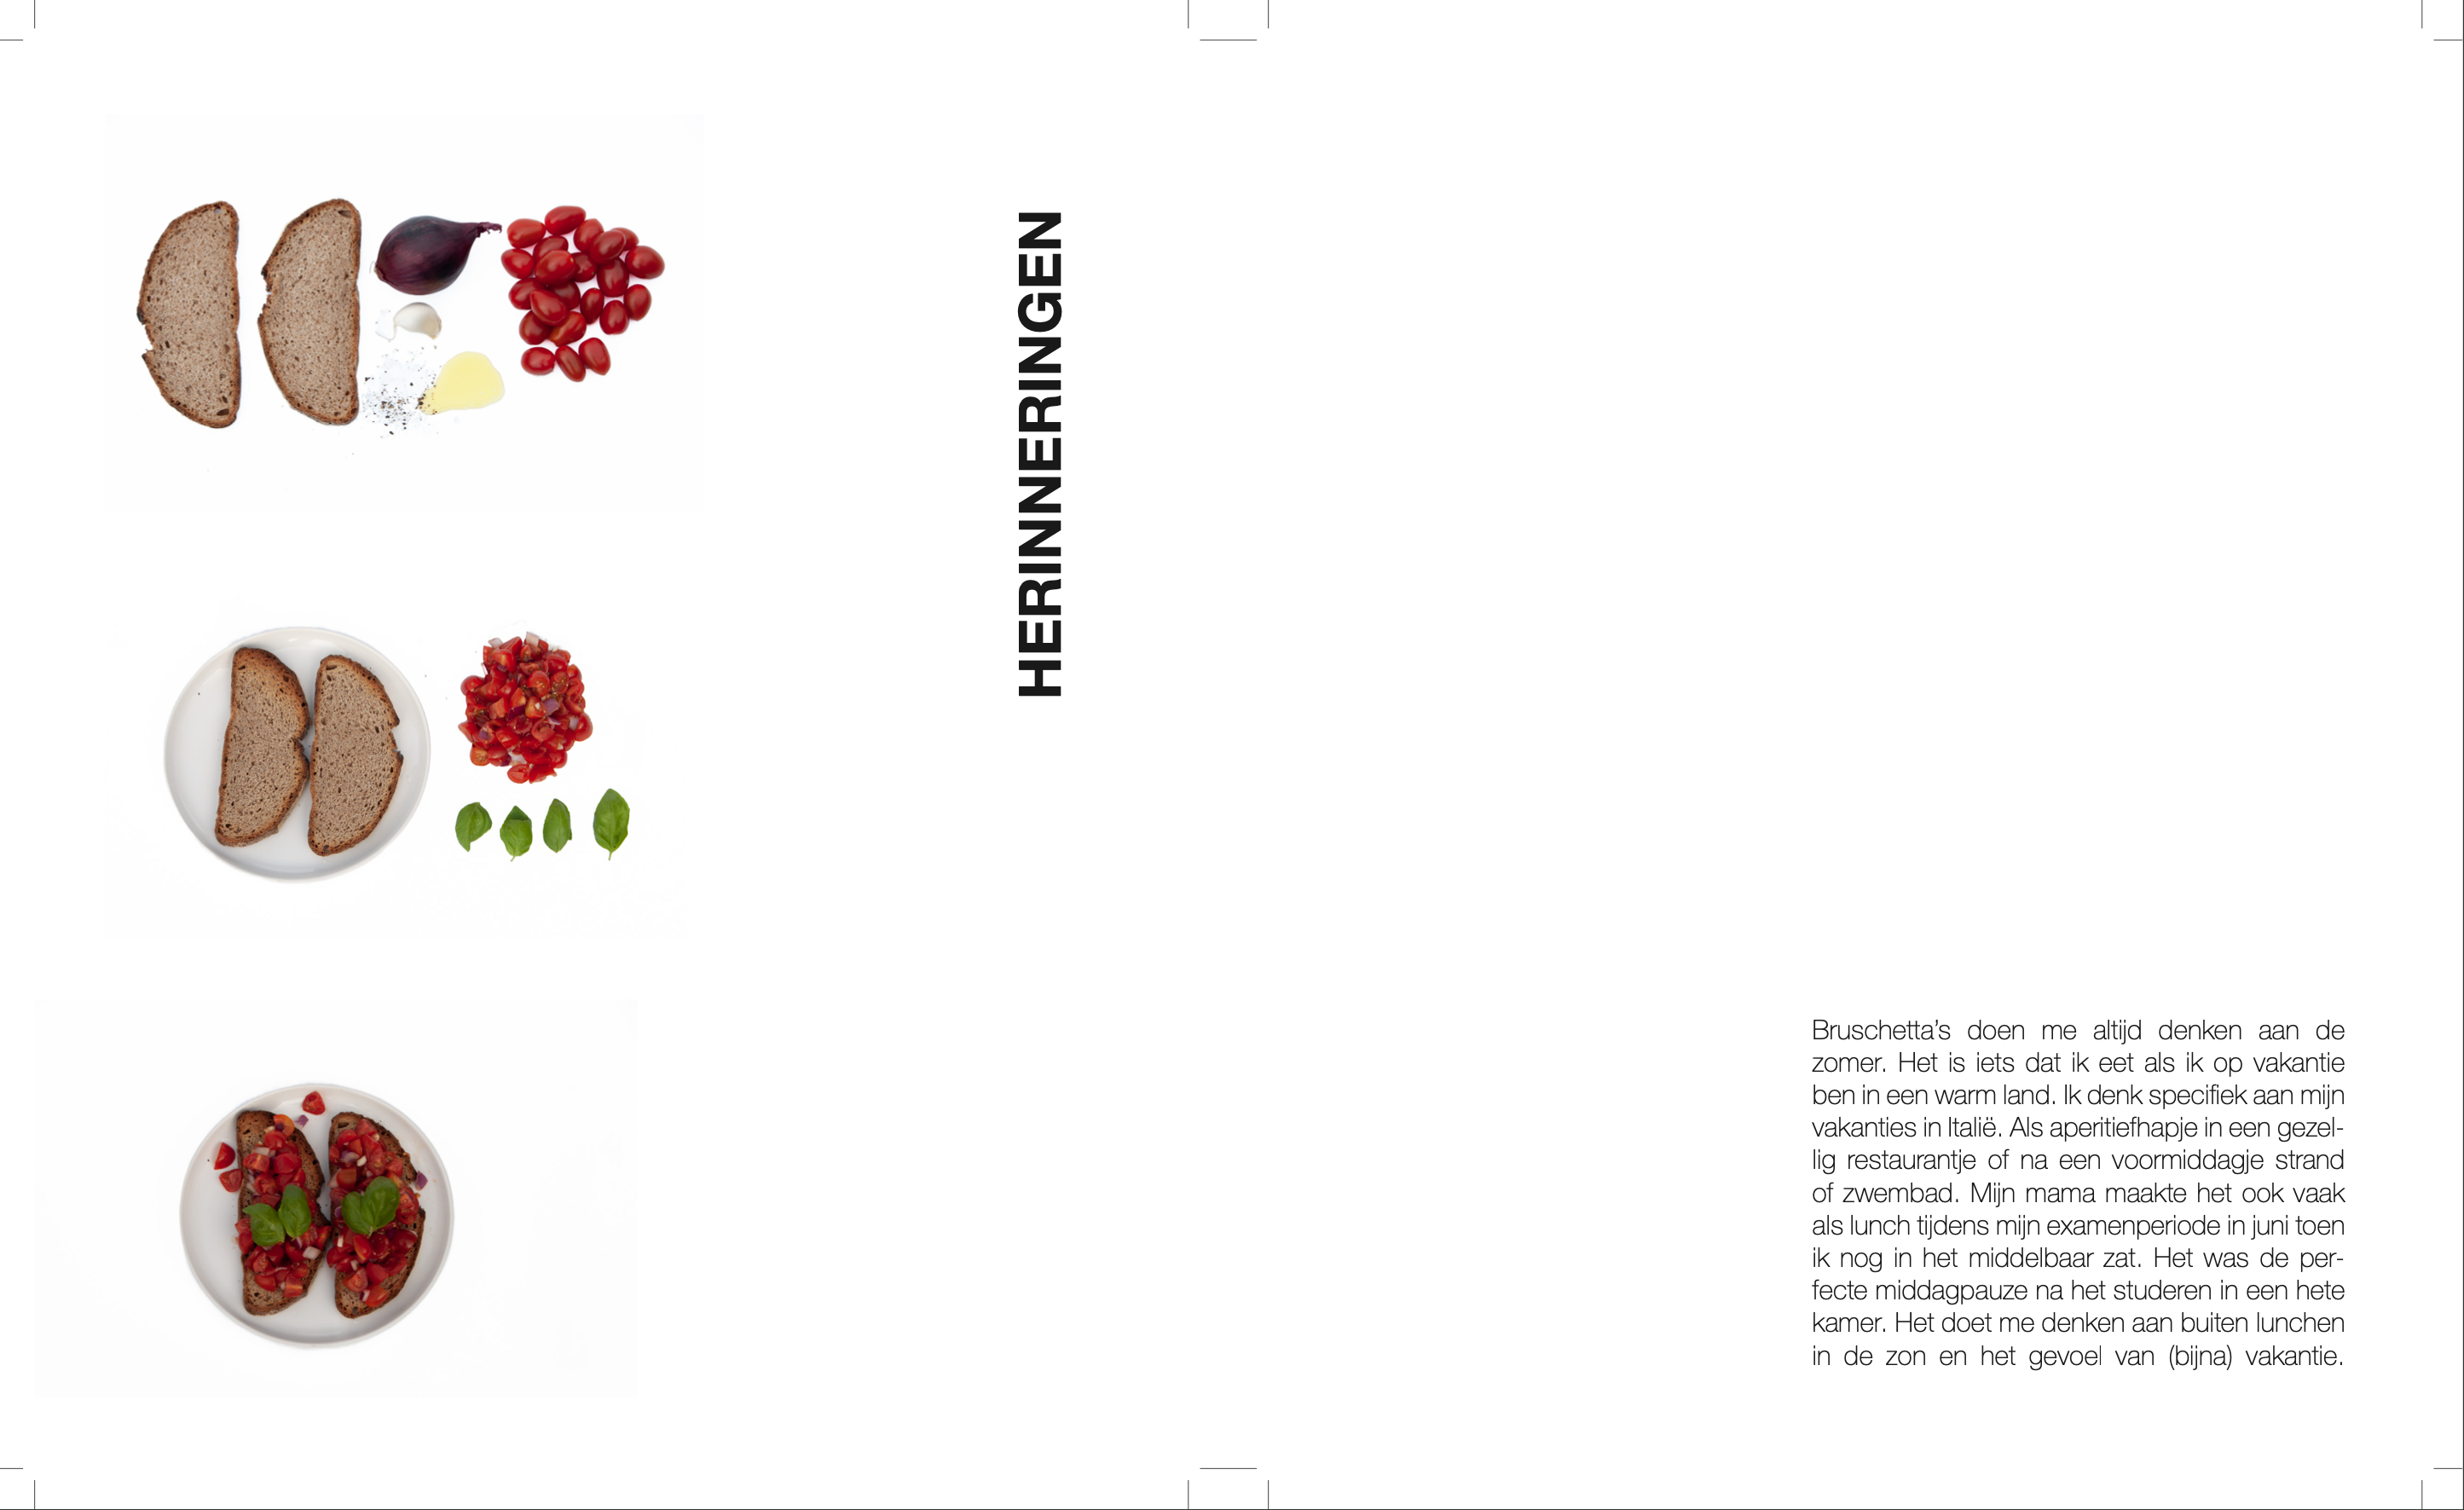 HERINNERINGEN
Bruschetta’s doen me altijd denken aan de
zomer. Het is iets dat ik eet als ik op vakantie
ben in een warm land. Ik denk specifiek aan mijn
vakanties in Italië. Als aperitiefhapje in een gezel-
lig restaurantje of na een voormiddagje strand
of zwembad. Mijn mama maakte het ook vaak
als lunch tijdens mijn examenperiode in juni toen
ik nog in het middelbaar zat. Het was de per-
fecte middagpauze na het studeren in een hete
kamer. Het doet me denken aan buiten lunchen
in de zon en het gevoel van (bijna) vakantie.